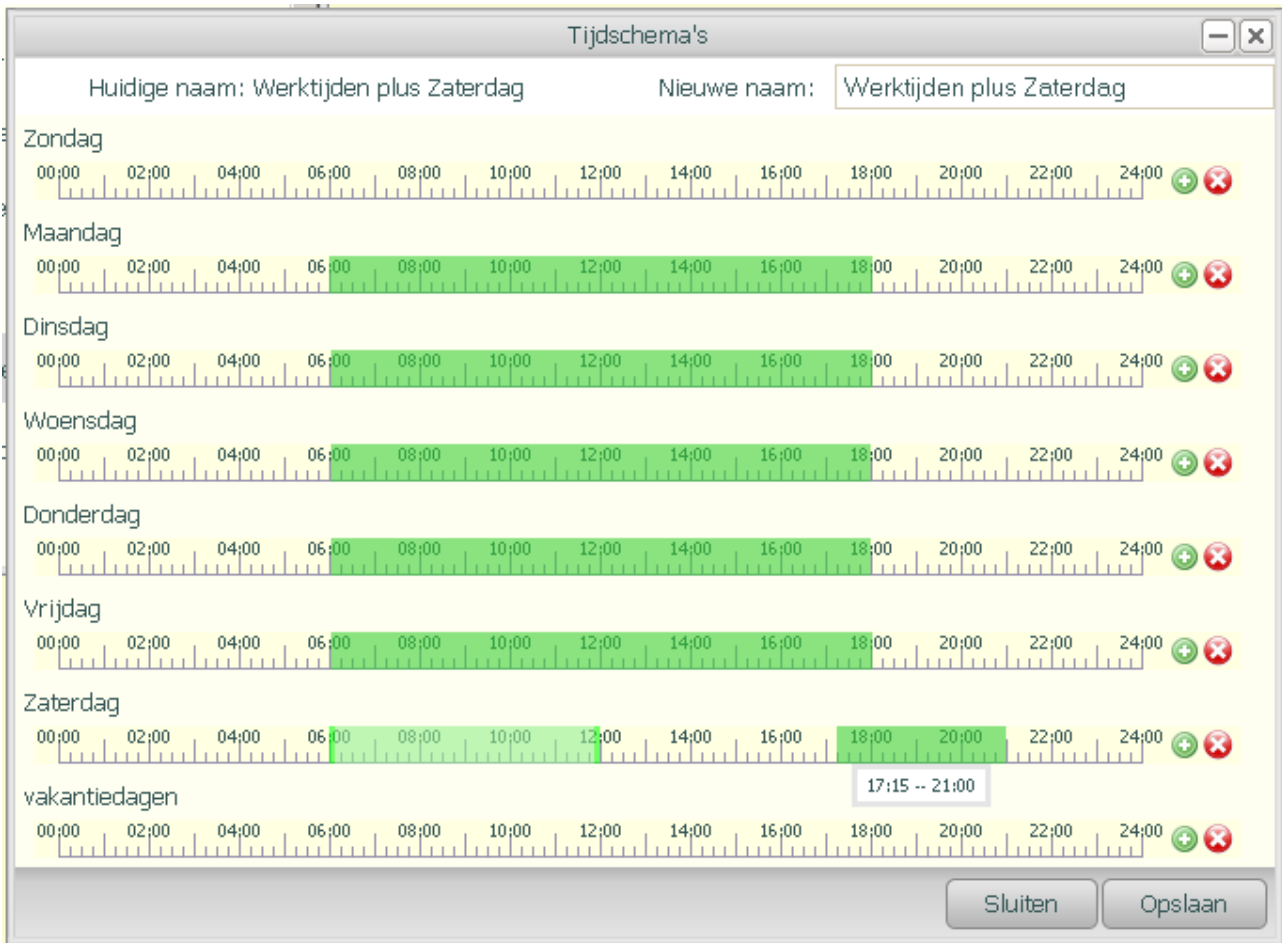 Tijdschema's
Huidige naam: Werktijden plus Zaterdag Nieuwe naam: Werktijden plus Zaterdag
Zondag
00:00 02:00 04:00 06:00 08:00 10:00 12:00 14:00 16:00 18:00 20:00 22:00 24:00
Maandag
00:00 02:00 04:00 06:00 08:00 10:00 12:00 14:00 16:00 18:00 20:00 22:00 24:00
Dinsdag
00:00 02:00 04:00 06:00 08:00 10:00 12:00 14:00 16:00 18:00 20:00 22:00 24:00
Woensdag
00:00 02:00 04:00 06:00 08:00 10:00 12:00 14:00 16:00 18:00 20:00 22:00 24:00
Donderdag
00:00 02:00 04:00 06:00 08:00 10:00 12:00 14:00 16:00 18:00 20:00 22:00 24:00
Vrijdag
00:00 02:00 04:00 06:00 08:00 10:00 12:00 14:00 16:00 18:00 20:00 22:00 24:00
Zaterdag
00:00 02:00 04:00 06:00 08:00 10:00 12:00 14:00 16:00 18:00 20:00 22:00 24:00
17:15 -- 21:00
vakantiedagen
00:00 02:00 04:00 06:00 08:00 10:00 12:00 14:00 16:00 18:00 20:00 22:00 24:00
Sluiten Opslaan